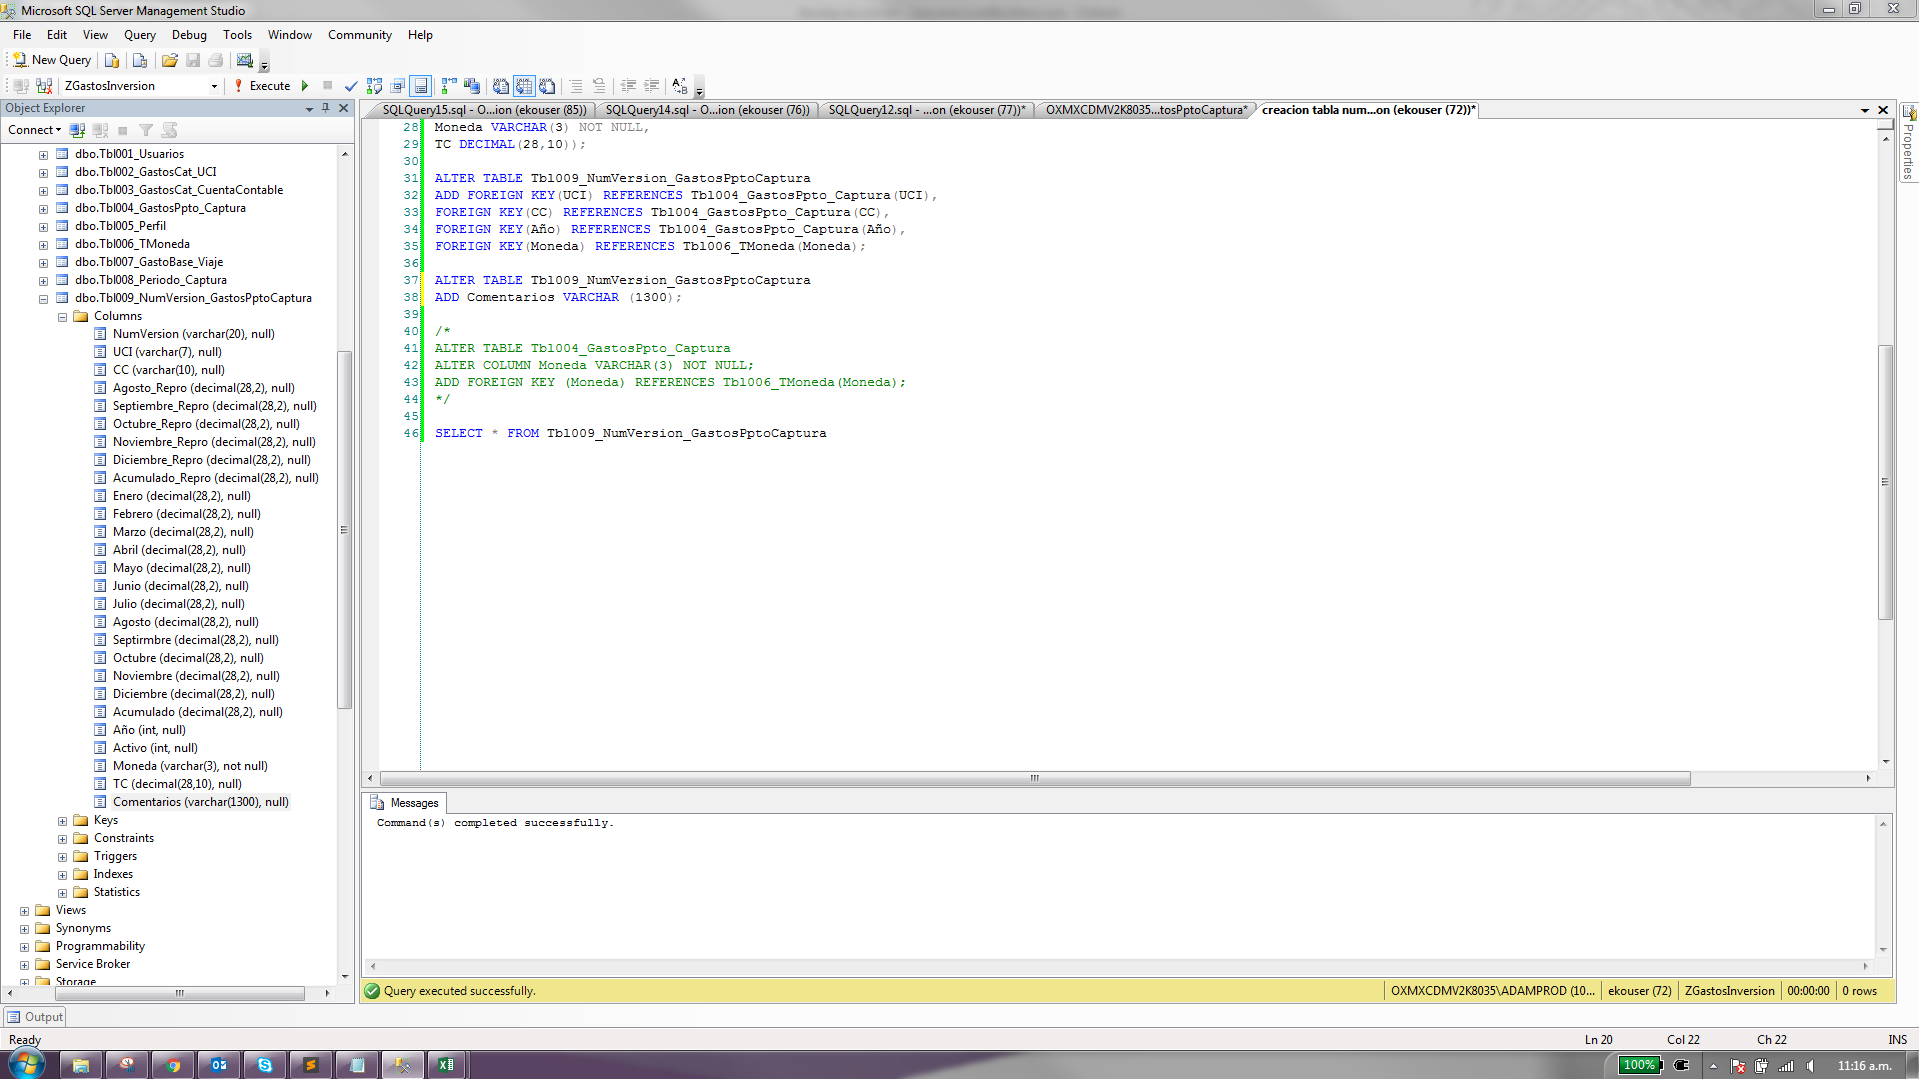 Microsoft SQL Server Management Studio
File Edit View Query Debug Tools Window Community Help
New Query
ZGastosInversion Execute
Object Explorer
Connect
dbo.Tbl001_Usuarios
dbo.Tbl002_GastosCat_UCI
dbo.Tbl003_GastosCat_CuentaContable
dbo.Tbl004_GastosPpto_Captura
dbo.Tbl005_Perfil
dbo.Tbl006_TMoneda
dbo.Tbl007_GastoBase_Viaje
dbo.Tbl008_Periodo_Captura
dbo.Tbl009_NumVersion_GastosPptoCaptura
Columns
NumVersion (varchar(20), null)
UCI (varchar(7), null)
CC (varchar(10), null)
Agosto_Repro (decimal(28,2), null)
Septiembre_Repro (decimal(28,2), null)
Octubre_Repro (decimal(28,2), null)
Noviembre_Repro (decimal(28,2), null)
Diciembre_Repro (decimal(28,2), null)
Acumulado_Repro (decimal(28,2), null)
Enero (decimal(28,2), null)
Febrero (decimal(28,2), null)
Marzo (decimal(28,2), null)
Abril (decimal(28,2), null)
Mayo (decimal(28,2), null)
Junio (decimal(28,2), null)
Julio (decimal(28,2), null)
Agosto (decimal(28,2), null)
Septirmbre (decimal(28,2), null)
Octubre (decimal(28,2), null)
Noviembre (decimal(28,2), null)
Diciembre (decimal(28,2), null)
Acumulado (decimal(28,2), null)
Año (int, null)
Activo (int, null)
Moneda (varchar(3), not null)
TC (decimal(28,10), null)
Comentarios (varchar(1300), null)
Keys
Constraints
Triggers
Indexes
Statistics
Views
Synonyms
Programmability
Service Broker
Storage
SQLQuery15.sql - O...ion (ekouser (85)) SQLQuery14.sql - O...ion (ekouser (76)) SQLQuery12.sql - ...on (ekouser (77))* OXMXCDMV2K8035...tosPptoCaptura* creacion tabla num...on (ekouser (72))*
28 Moneda VARCHAR(3) NOT NULL,
29 TC DECIMAL(28,10));
30
31 ALTER TABLE Tbl009_NumVersion_GastosPptoCaptura
32 ADD FOREIGN KEY(UCI) REFERENCES Tbl004_GastosPpto_Captura(UCI),
33 FOREIGN KEY(CC) REFERENCES Tbl004_GastosPpto_Captura(CC),
34 FOREIGN KEY(Año) REFERENCES Tbl004_GastosPpto_Captura(Año),
35 FOREIGN KEY(Moneda) REFERENCES Tbl006_TMoneda(Moneda);
36
37 ALTER TABLE Tbl009_NumVersion_GastosPptoCaptura
38 ADD Comentarios VARCHAR (1300);
39
40 /*
41 ALTER TABLE Tbl004_GastosPpto_Captura
42 ALTER COLUMN Moneda VARCHAR(3) NOT NULL;
43 ADD FOREIGN KEY (Moneda) REFERENCES Tbl006_TMoneda(Moneda);
44 */
45
46 SELECT * FROM Tbl009_NumVersion_GastosPptoCaptura
Properties
Messages
Command(s) completed successfully.
Query executed successfully. OXMXCDMV2K8035\ADAMPROD (10... ekouser (72) ZGastosInversion 00:00:00 0 rows
Output
Ready Ln 20 Col 22 Ch 22 INS
100% 11:16 a.m.